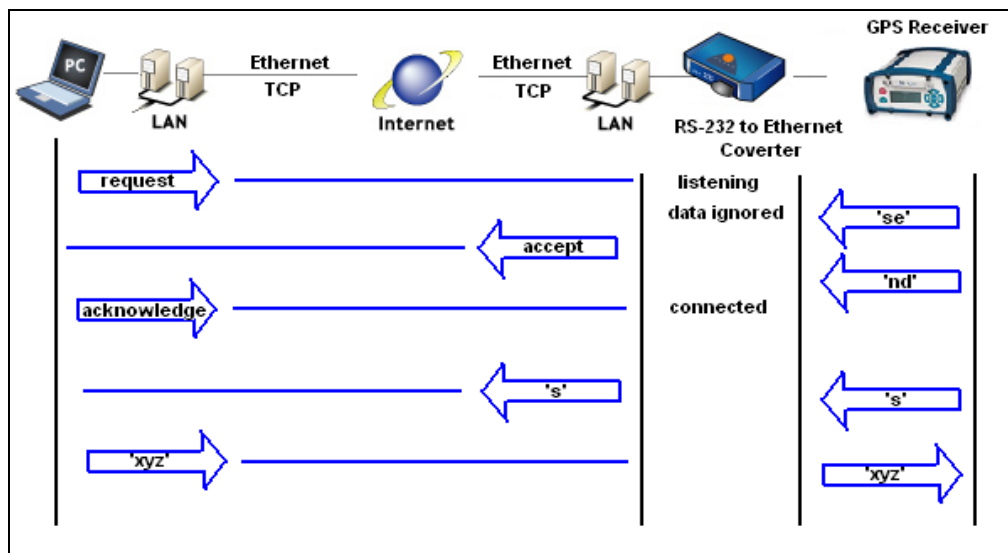 GPS Receiver
PC
Ethernet
TCP
Ethernet
TCP
LAN
Internet
LAN
RS-232 to Ethernet
Coverter
request
listening
data ignored
'se'
accept
'nd'
acknowledge
connected
's'
's'
'xyz'
'xyz'